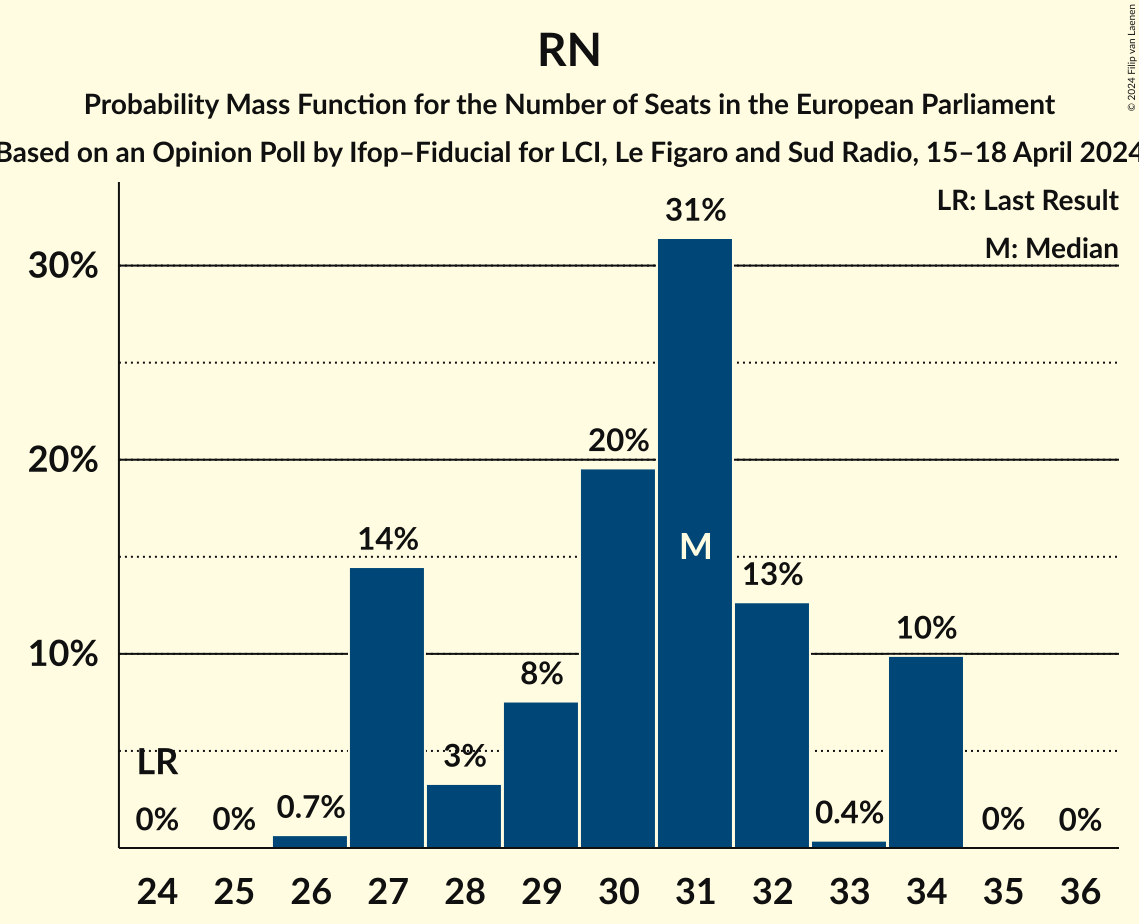 RN
Probability Mass Function for the Number of Seats in the European Parliament
Based on an Opinion Poll by Ifop–Fiducial for LCI, Le Figaro and Sud Radio, 15–18 April 2024
© 2024 Filip van Laenen
LR: Last Result
M: Median
31%
30%
20%
20%
14%
M
13%
10%
10%
8%
3%
LR
0%
0%
0.7%
0.4%
0%
0%
24 25 26 27 28 29 30 31 32 33 34 35 36